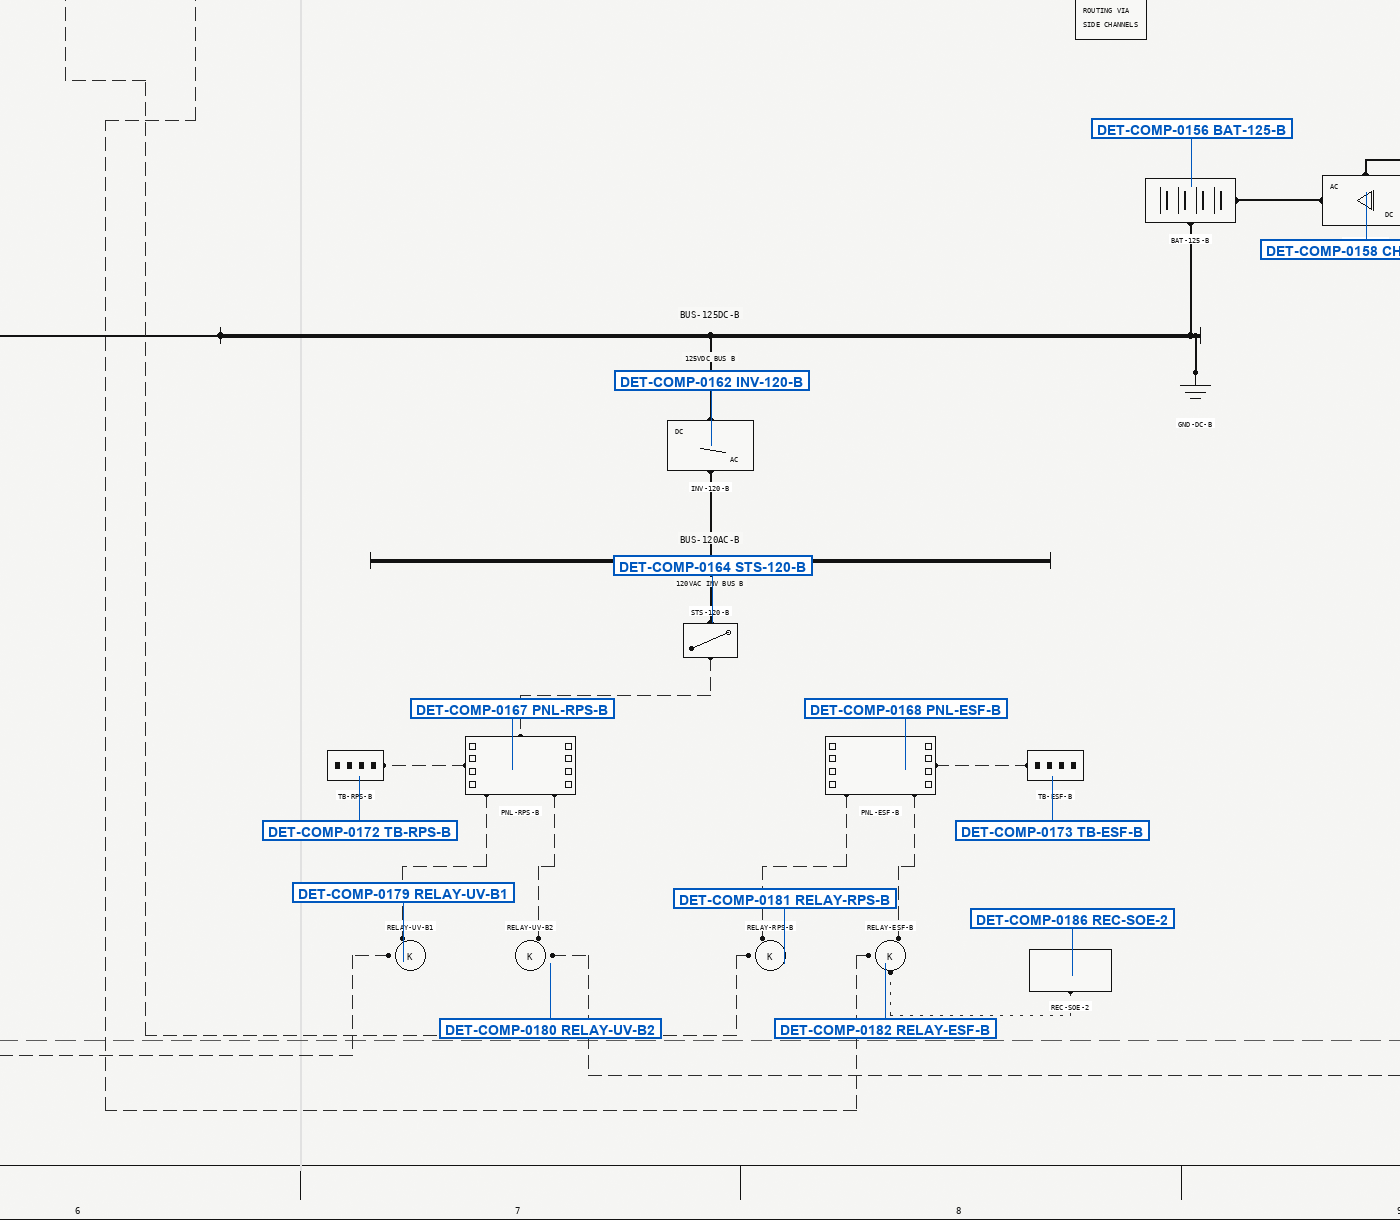 ROUTING VIA
SIDE CHANNELS
DET-COMP-0156 BAT-125-B
AC
DC
BAT-125-B
DET-COMP-0158 CH
BUS-125DC-B
125VDC BUS B
DET-COMP-0162 INV-120-B
GND-DC-B
DC
AC
INV-120-B
BUS-120AC-B
DET-COMP-0164 STS-120-B
120VAC INV BUS B
STS-120-B
DET-COMP-0167 PNL-RPS-B
DET-COMP-0168 PNL-ESF-B
TB-RPS-B
TB-ESF-B
PNL-RPS-B
PNL-ESF-B
DET-COMP-0172 TB-RPS-B
DET-COMP-0173 TB-ESF-B
DET-COMP-0179 RELAY-UV-B1
DET-COMP-0181 RELAY-RPS-B
DET-COMP-0186 REC-SOE-2
RELAY-UV-B1
RELAY-UV-B2
RELAY-RPS-B
RELAY-ESF-B
K
K
K
K
REC-SOE-2
DET-COMP-0180 RELAY-UV-B2
DET-COMP-0182 RELAY-ESF-B
6
7
8